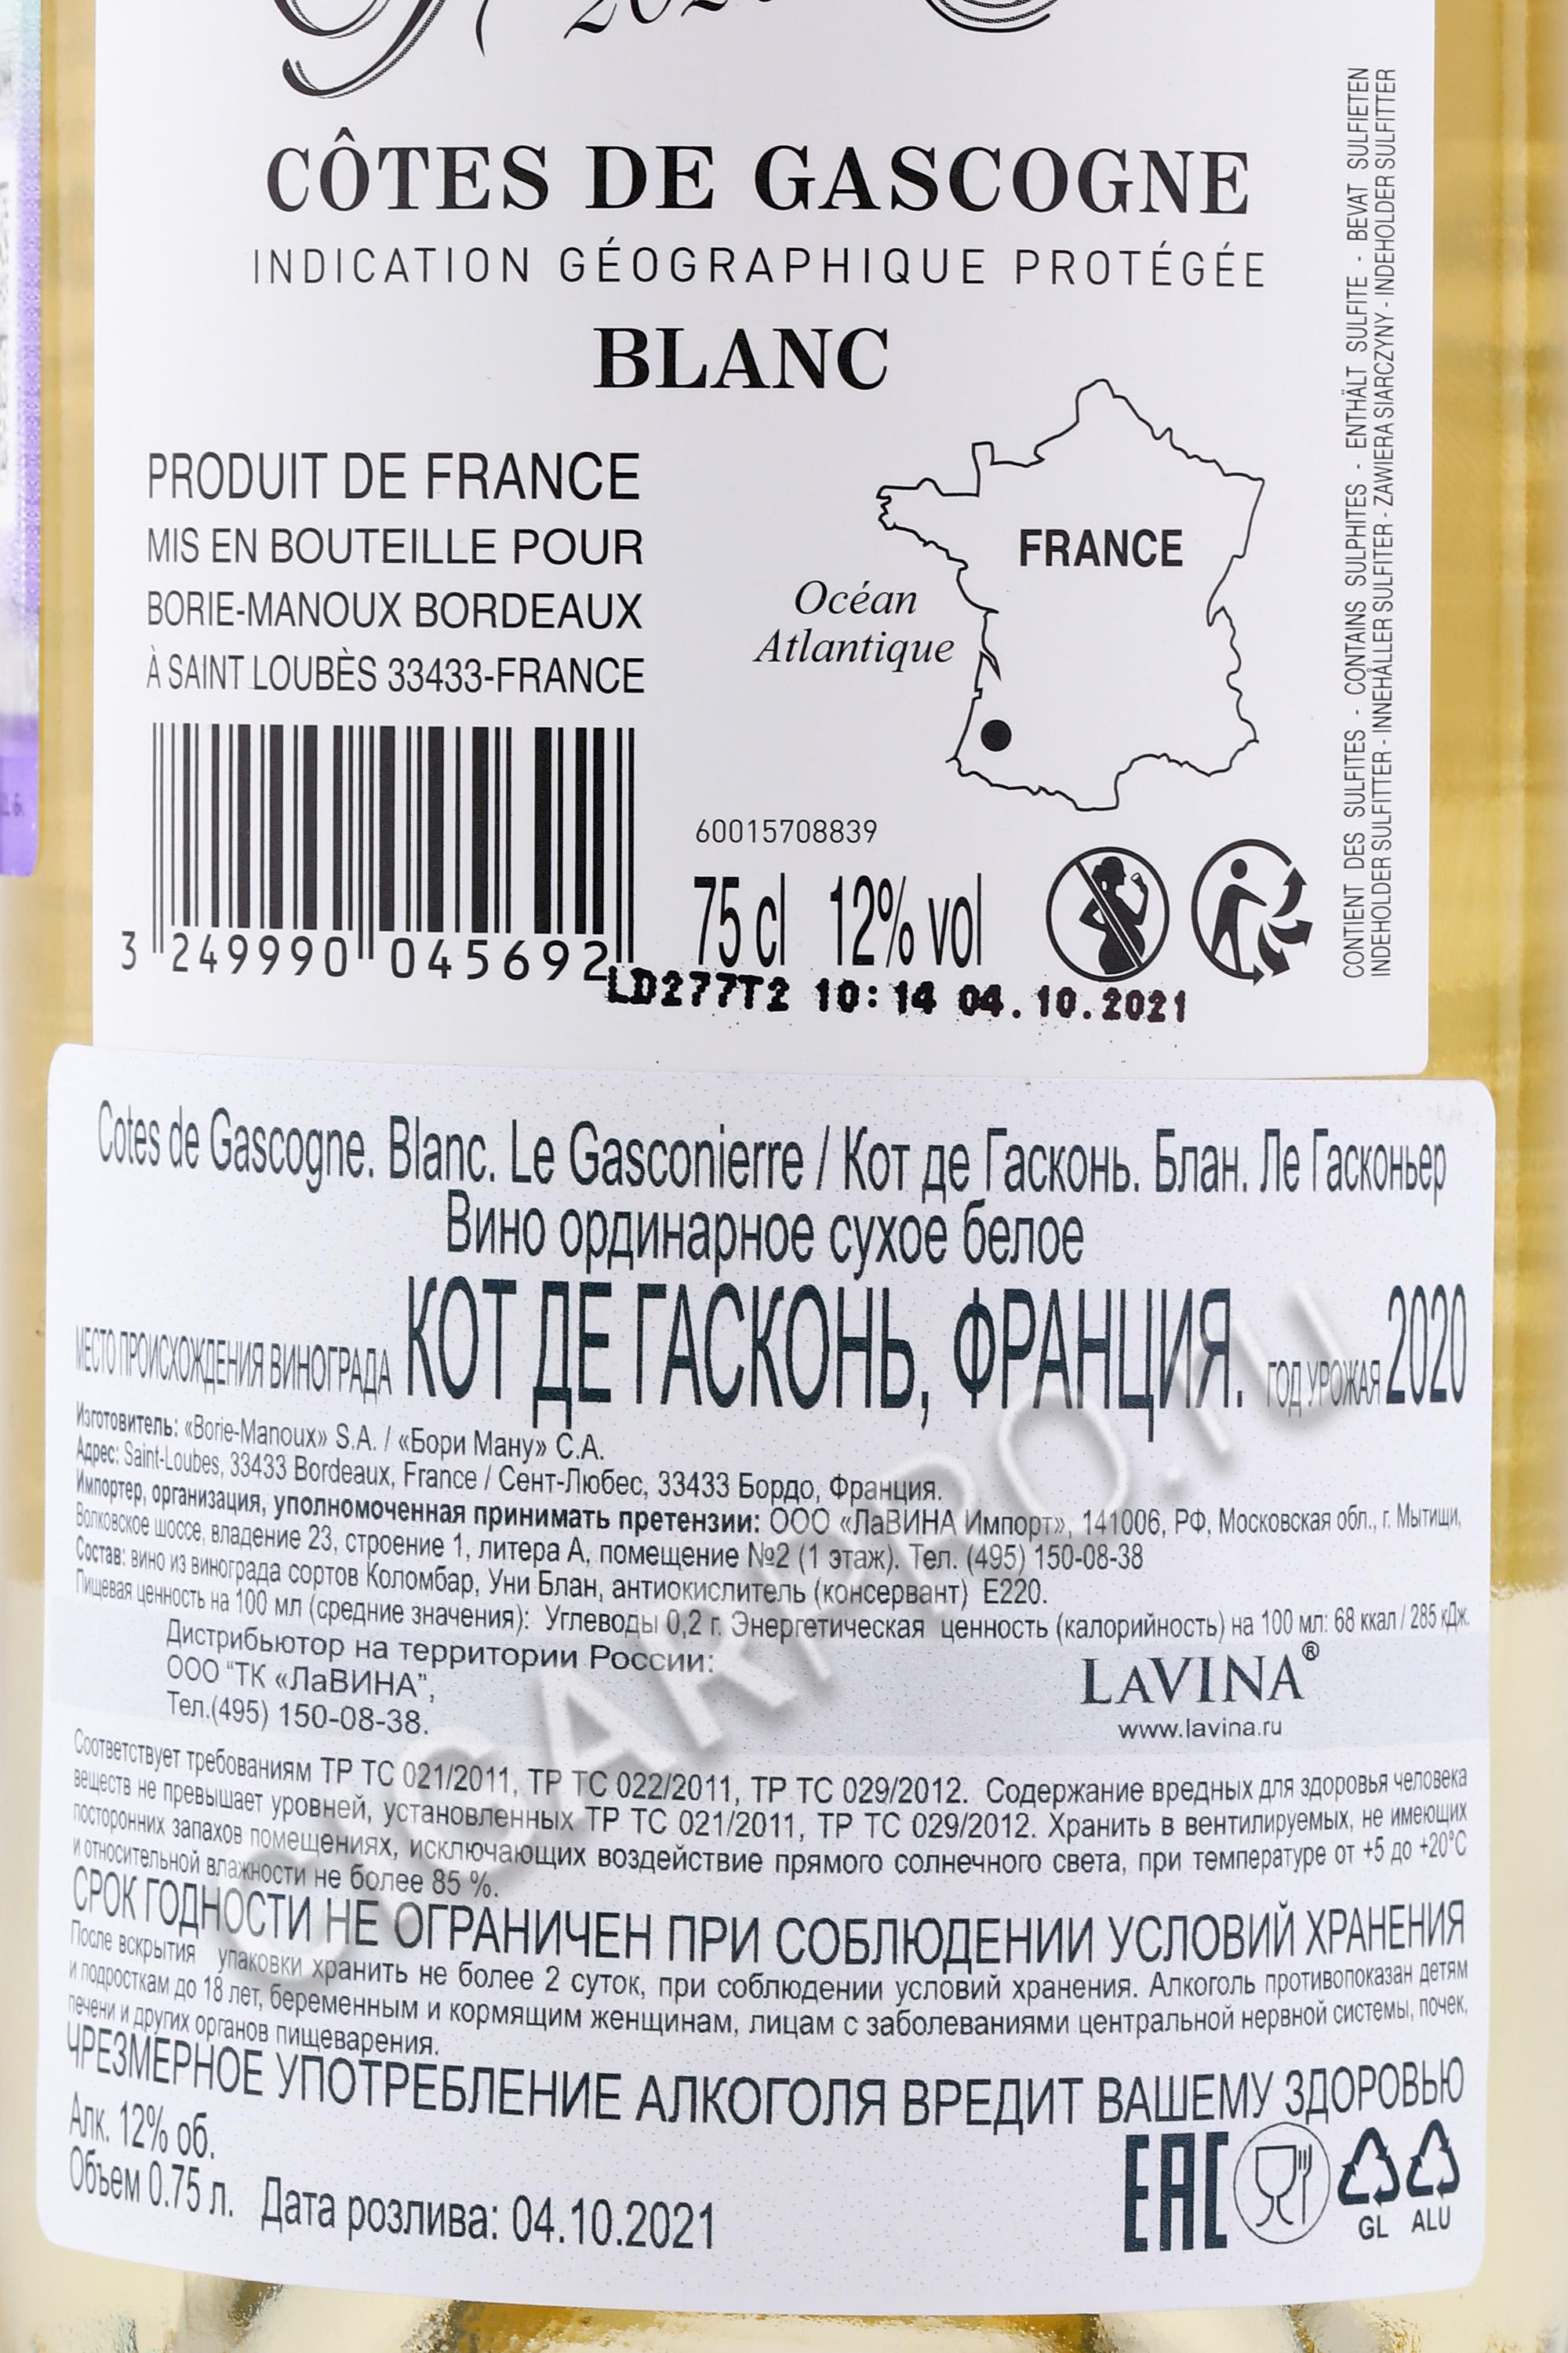 CÔTES DE GASCOGNE
INDICATION GÉOGRAPHIQUE PROTÉGÉE
BLANC
PRODUIT DE FRANCE
MIS EN BOUTEILLE POUR
BORIE-MANOUX BORDEAUX
À SAINT LOUBÈS 33433-FRANCE
FRANCE
Océan
Atlantique
60015708839
75 cl 12% vol
3 249990 045692
LD277T2 10:14 04.10.2021
CONTIENT DES SULFITES - CONTAINS SULPHITES - ENTHÄLT SULFITE - BEVAT SULFIETEN
INDEHOLDER SULFITTER - INNEHÅLLER SULFITER - ZAWIERA SIARCZYNY - INDEHOLDER SULFITTER
Cotes de Gascogne. Blanc. Le Gasconierre / Кот де Гасконь. Блан. Ле Гасконьер
Вино ординарное сухое белое
МЕСТО ПРОИСХОЖДЕНИЯ ВИНОГРАДА КОТ ДЕ ГАСКОНЬ, ФРАНЦИЯ. ГОД УРОЖАЯ 2020
Изготовитель: «Borie-Manoux» S.A. / «Бори Ману» С.А.
Адрес: Saint-Loubes, 33433 Bordeaux, France / Сент-Любес, 33433 Бордо, Франция.
Импортер, организация, уполномоченная принимать претензии: ООО «ЛаВИНА Импорт», 141006, РФ, Московская обл., г. Мытищи,
Волковское шоссе, владение 23, строение 1, литера А, помещение №2 (1 этаж). Тел. (495) 150-08-38
Состав: вино из винограда сортов Коломбар, Уни Блан, антиокислитель (консервант) Е220.
Пищевая ценность на 100 мл (средние значения): Углеводы 0,2 г. Энергетическая ценность (калорийность) на 100 мл: 68 ккал / 285 кДж.
Дистрибьютор на территории России:
ООО "ТК «ЛаВИНА",
Тел.(495) 150-08-38.
LAVINA®
www.lavina.ru
Соответствует требованиям ТР ТС 021/2011, ТР ТС 022/2011, ТР ТС 029/2012. Содержание вредных для здоровья человека
веществ не превышает уровней, установленных ТР ТС 021/2011, ТР ТС 029/2012. Хранить в вентилируемых, не имеющих
посторонних запахов помещениях, исключающих воздействие прямого солнечного света, при температуре от +5 до +20°С
и относительной влажности не более 85 %.
СРОК ГОДНОСТИ НЕ ОГРАНИЧЕН ПРИ СОБЛЮДЕНИИ УСЛОВИЙ ХРАНЕНИЯ
После вскрытия упаковки хранить не более 2 суток, при соблюдении условий хранения. Алкоголь противопоказан детям
и подросткам до 18 лет, беременным и кормящим женщинам, лицам с заболеваниями центральной нервной системы, почек,
печени и других органов пищеварения.
ЧРЕЗМЕРНОЕ УПОТРЕБЛЕНИЕ АЛКОГОЛЯ ВРЕДИТ ВАШЕМУ ЗДОРОВЬЮ
Алк. 12% об.
Объем 0.75 л. Дата розлива: 04.10.2021
EAC
GL ALU
CIGARPRO.ru